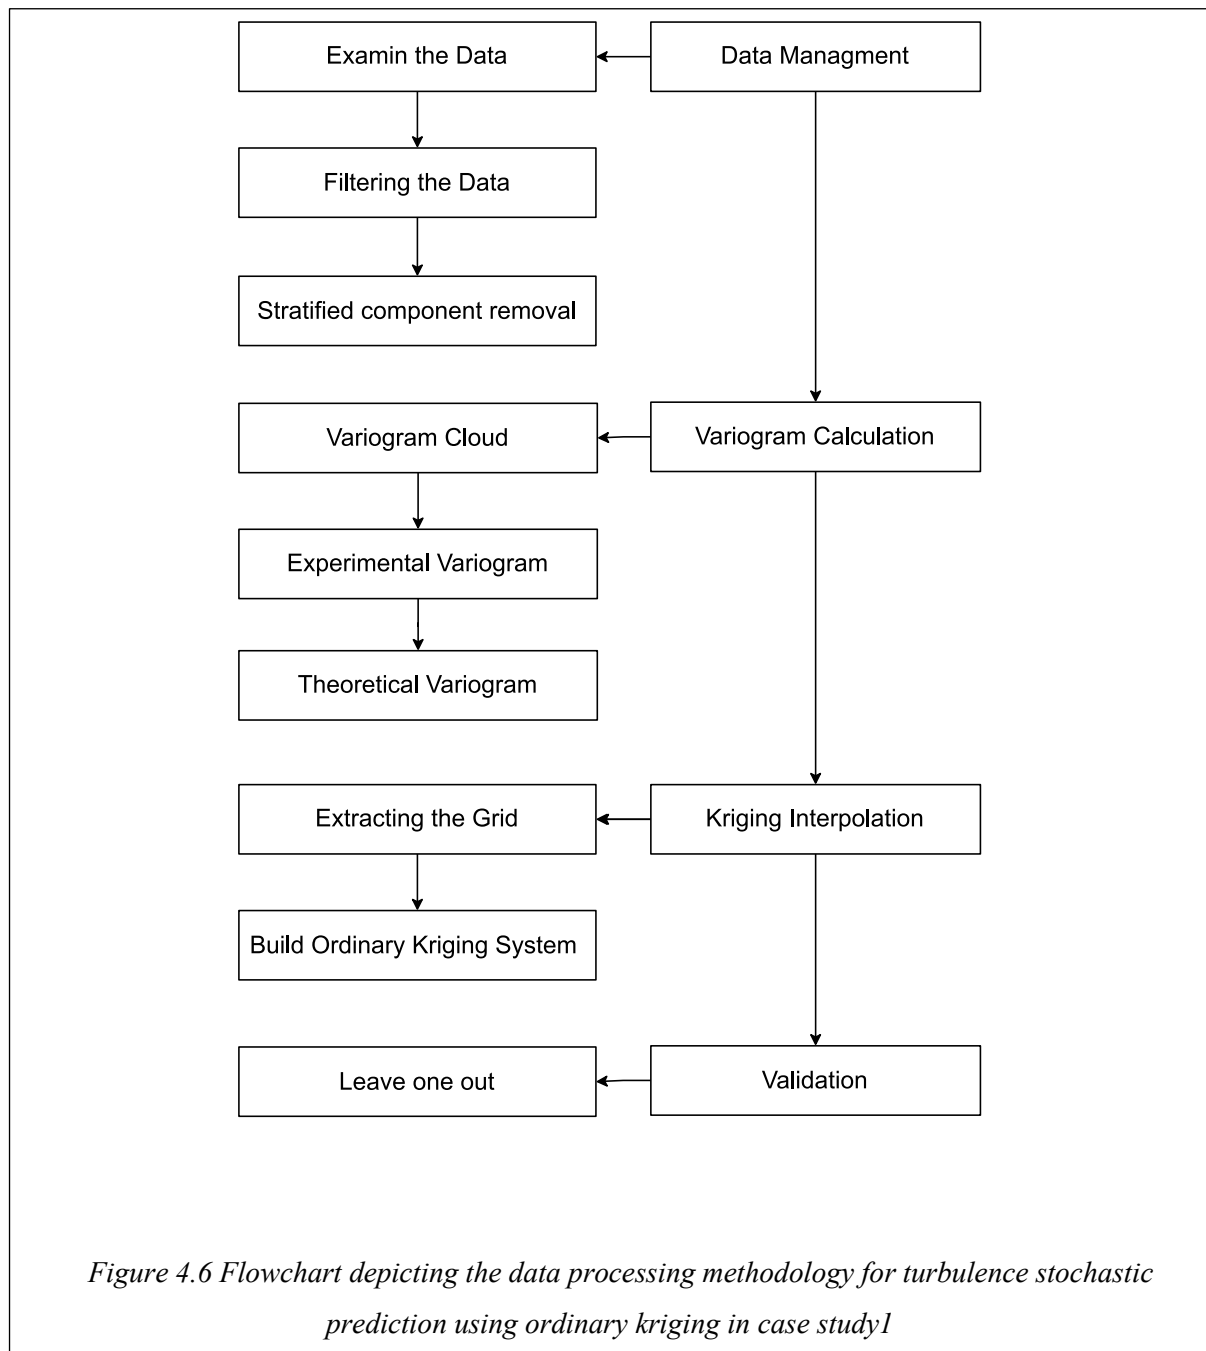 Examin the Data
Data Managment
Filtering the Data
Stratified component removal
Variogram Cloud
Variogram Calculation
Experimental Variogram
Theoretical Variogram
Extracting the Grid
Kriging Interpolation
Build Ordinary Kriging System
Leave one out
Validation
Figure 4.6 Flowchart depicting the data processing methodology for turbulence stochastic
prediction using ordinary kriging in case study1